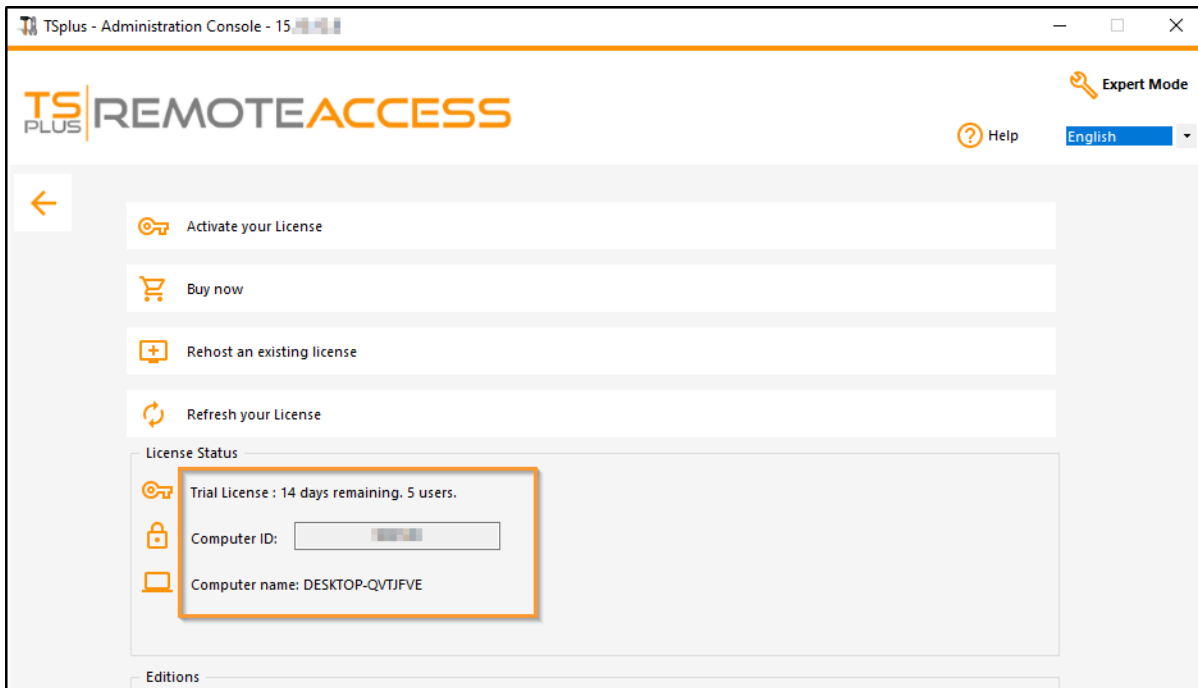 TSplus - Administration Console - 15.
Expert Mode
TS PLUS REMOTEACCESS
Help
English
Activate your License
Buy now
Rehost an existing license
Refresh your License
License Status
Trial License : 14 days remaining. 5 users.
Computer ID:
Computer name: DESKTOP-QVTJFVE
Editions